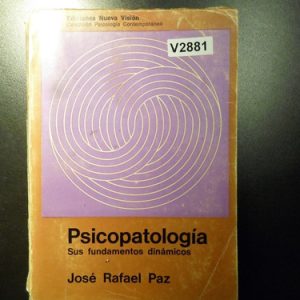 Ediciones Nueva Visión
Colección Psicología Contemporánea
V2881
Psicopatología
Sus fundamentos dinámicos
José Rafael Paz